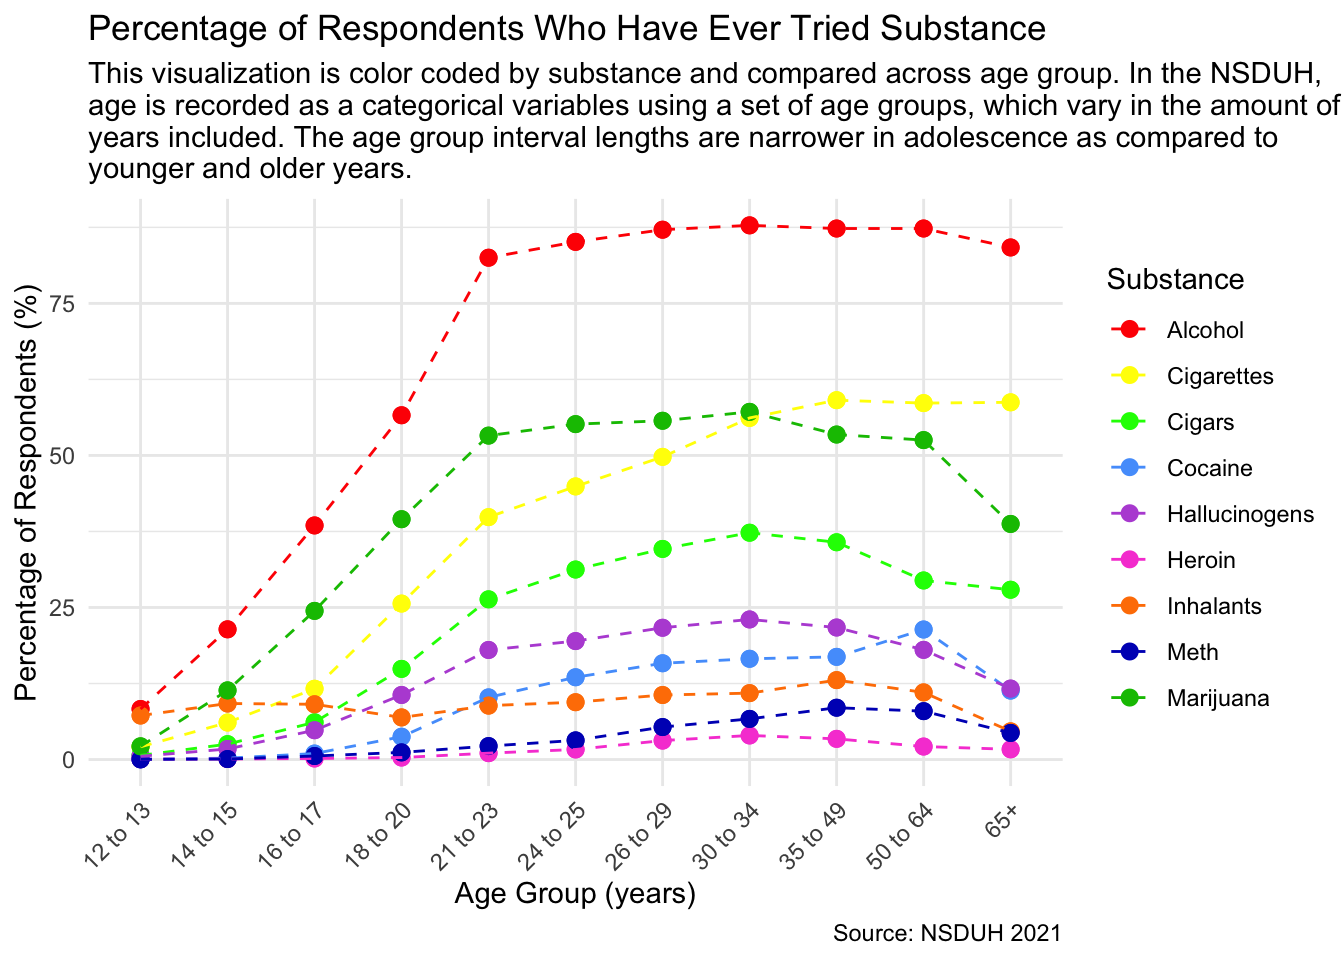 Percentage of Respondents Who Have Ever Tried Substance
This visualization is color coded by substance and compared across age group. In the NSDUH,
age is recorded as a categorical variables using a set of age groups, which vary in the amount of
years included. The age group interval lengths are narrower in adolescence as compared to
younger and older years.
Percentage of Respondents (%)
75
50
25
0
12 to 13
14 to 15
16 to 17
18 to 20
21 to 23
24 to 25
26 to 29
30 to 34
35 to 49
50 to 64
65+
Age Group (years)
Substance
Alcohol
Cigarettes
Cigars
Cocaine
Hallucinogens
Heroin
Inhalants
Meth
Marijuana
Source: NSDUH 2021